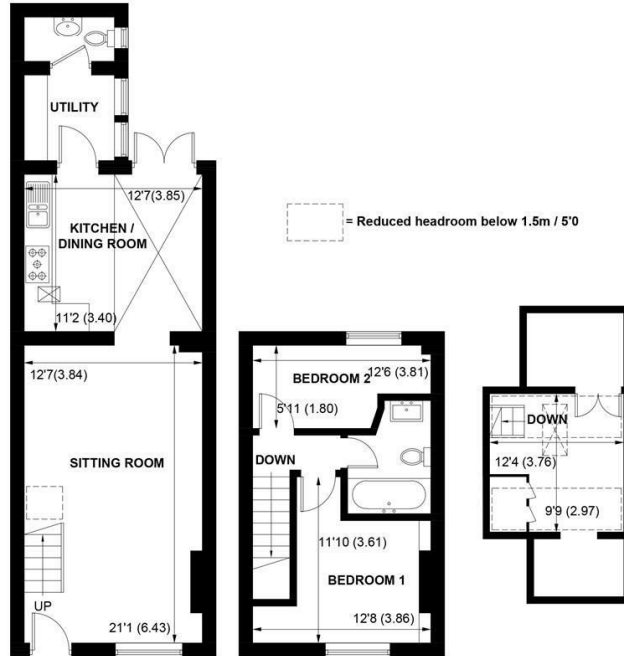 UTILITY
12'7(3.85)
KITCHEN /
DINING ROOM
11'2 (3.40)
= Reduced headroom below 1.5m / 5'0
12'7(3.84)
SITTING ROOM
UP
21'1 (6.43)
12'6 (3.81)
BEDROOM 2
5'11 (1.80)
DOWN
11'10 (3.61)
BEDROOM 1
12'8 (3.86)
DOWN
12'4 (3.76)
9'9 (2.97)